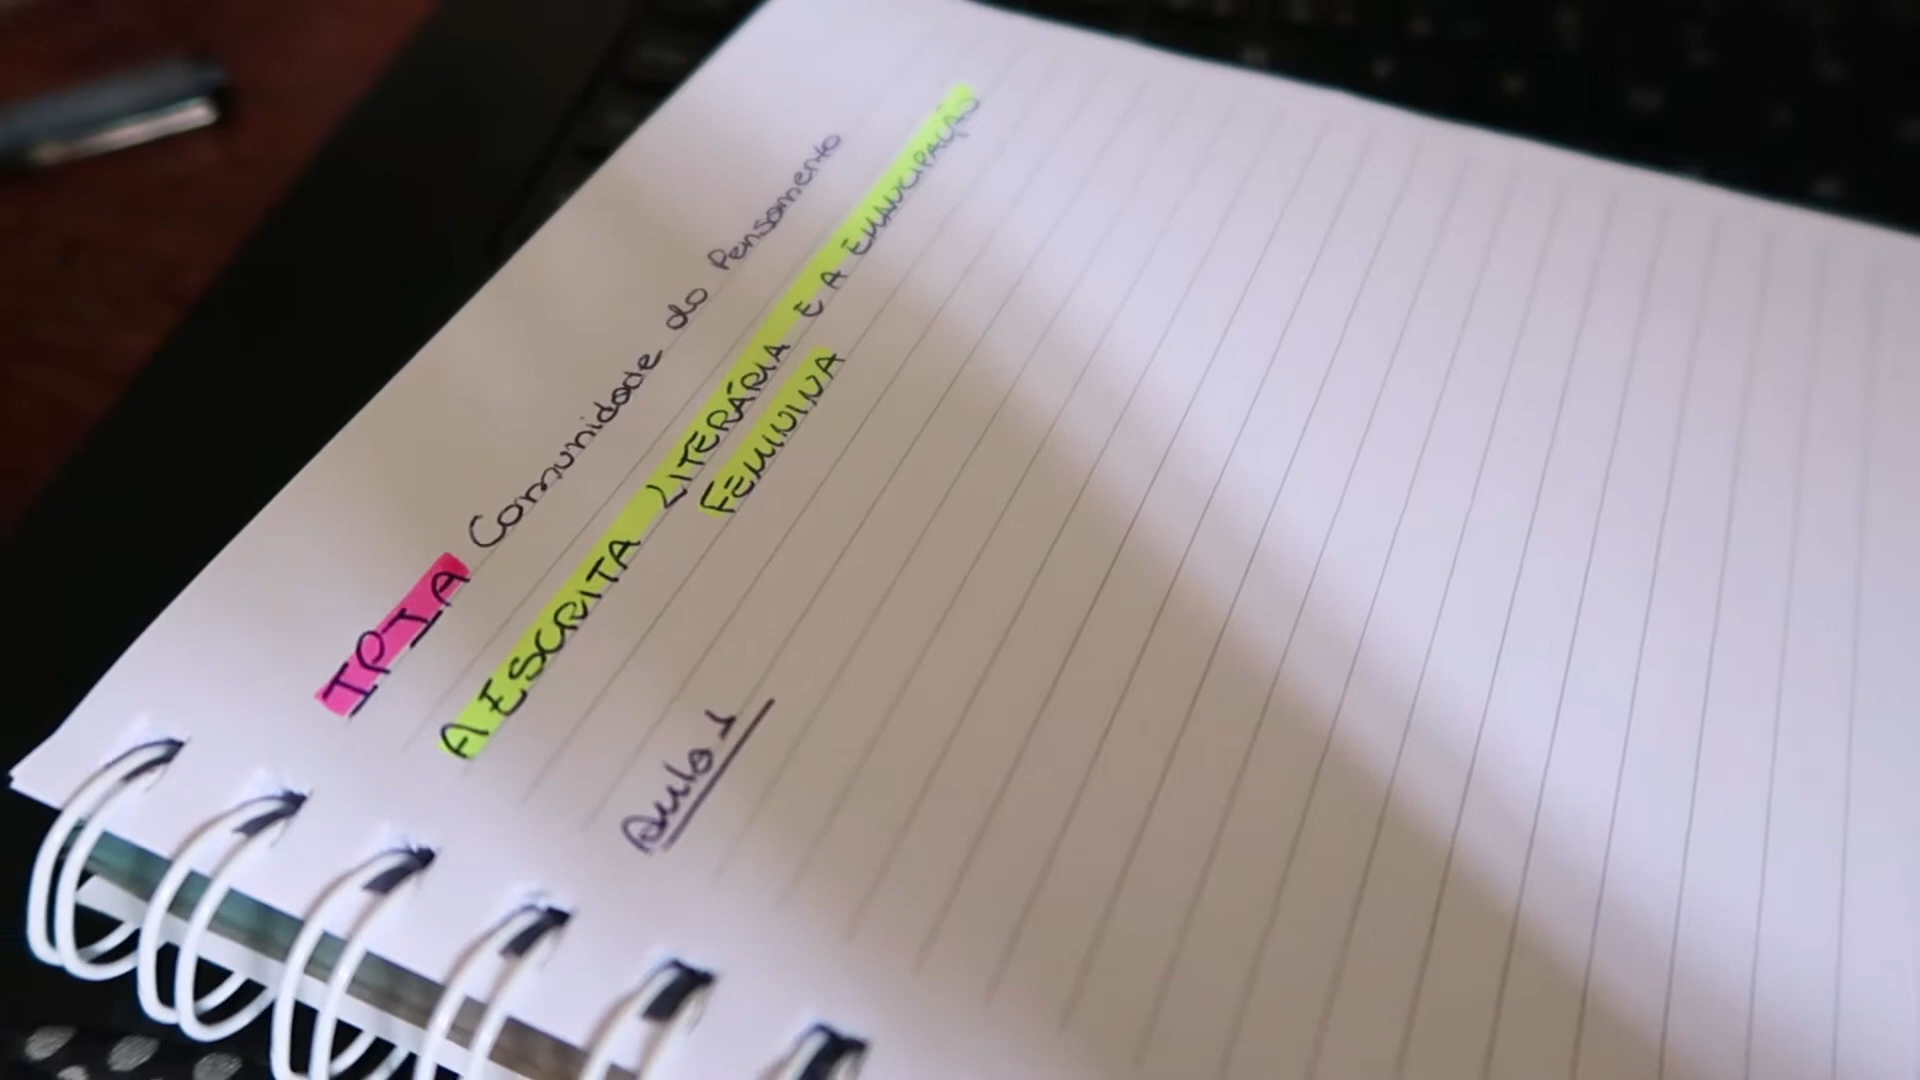 IPIA Comunidade do Pensamento
A ESCRITA LITERÁRIA E A EMANCIPAÇÃO
FEMININA
Aula 1